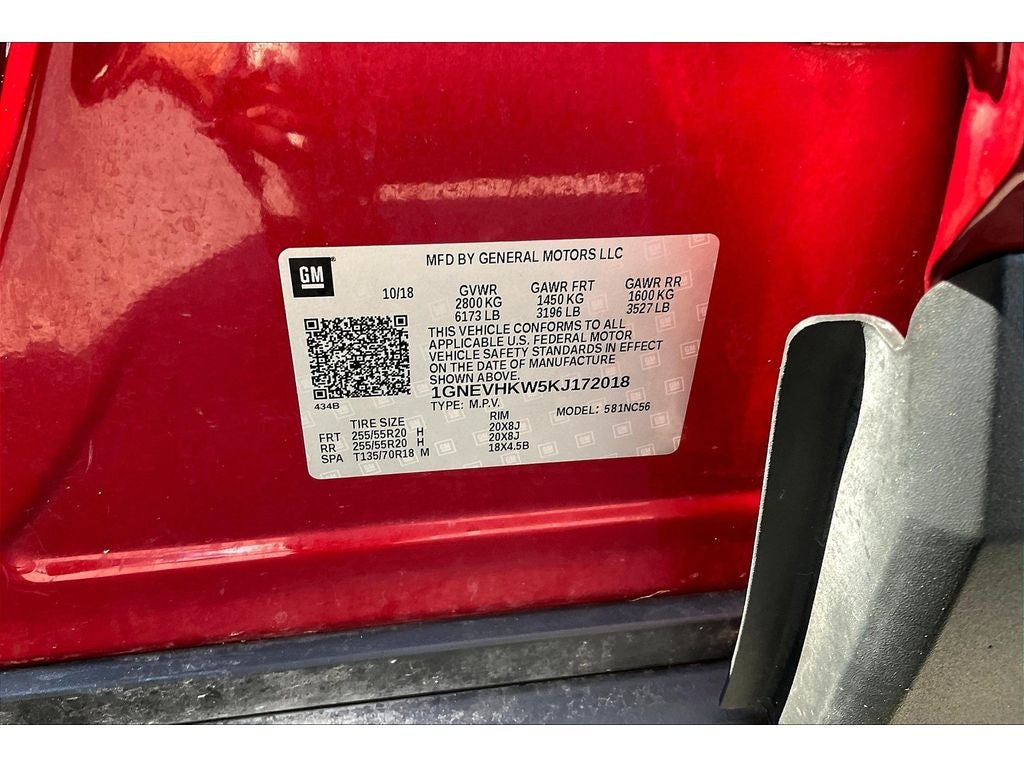 GM
MFD BY GENERAL MOTORS LLC
10/18 GVWR GAWR FRT GAWR RR
2800 KG 1450 KG 1600 KG
6173 LB 3196 LB 3527 LB
THIS VEHICLE CONFORMS TO ALL
APPLICABLE U.S. FEDERAL MOTOR
VEHICLE SAFETY STANDARDS IN EFFECT
ON THE DATE OF MANUFACTURE
SHOWN ABOVE.
1GNEVHKW5KJ172018
434B TYPE: M.P.V. MODEL: 581NC56
TIRE SIZE RIM
FRT 255/55R20 H 20X8J
RR 255/55R20 H 20X8J
SPA T135/70R18 M 18X4.5B